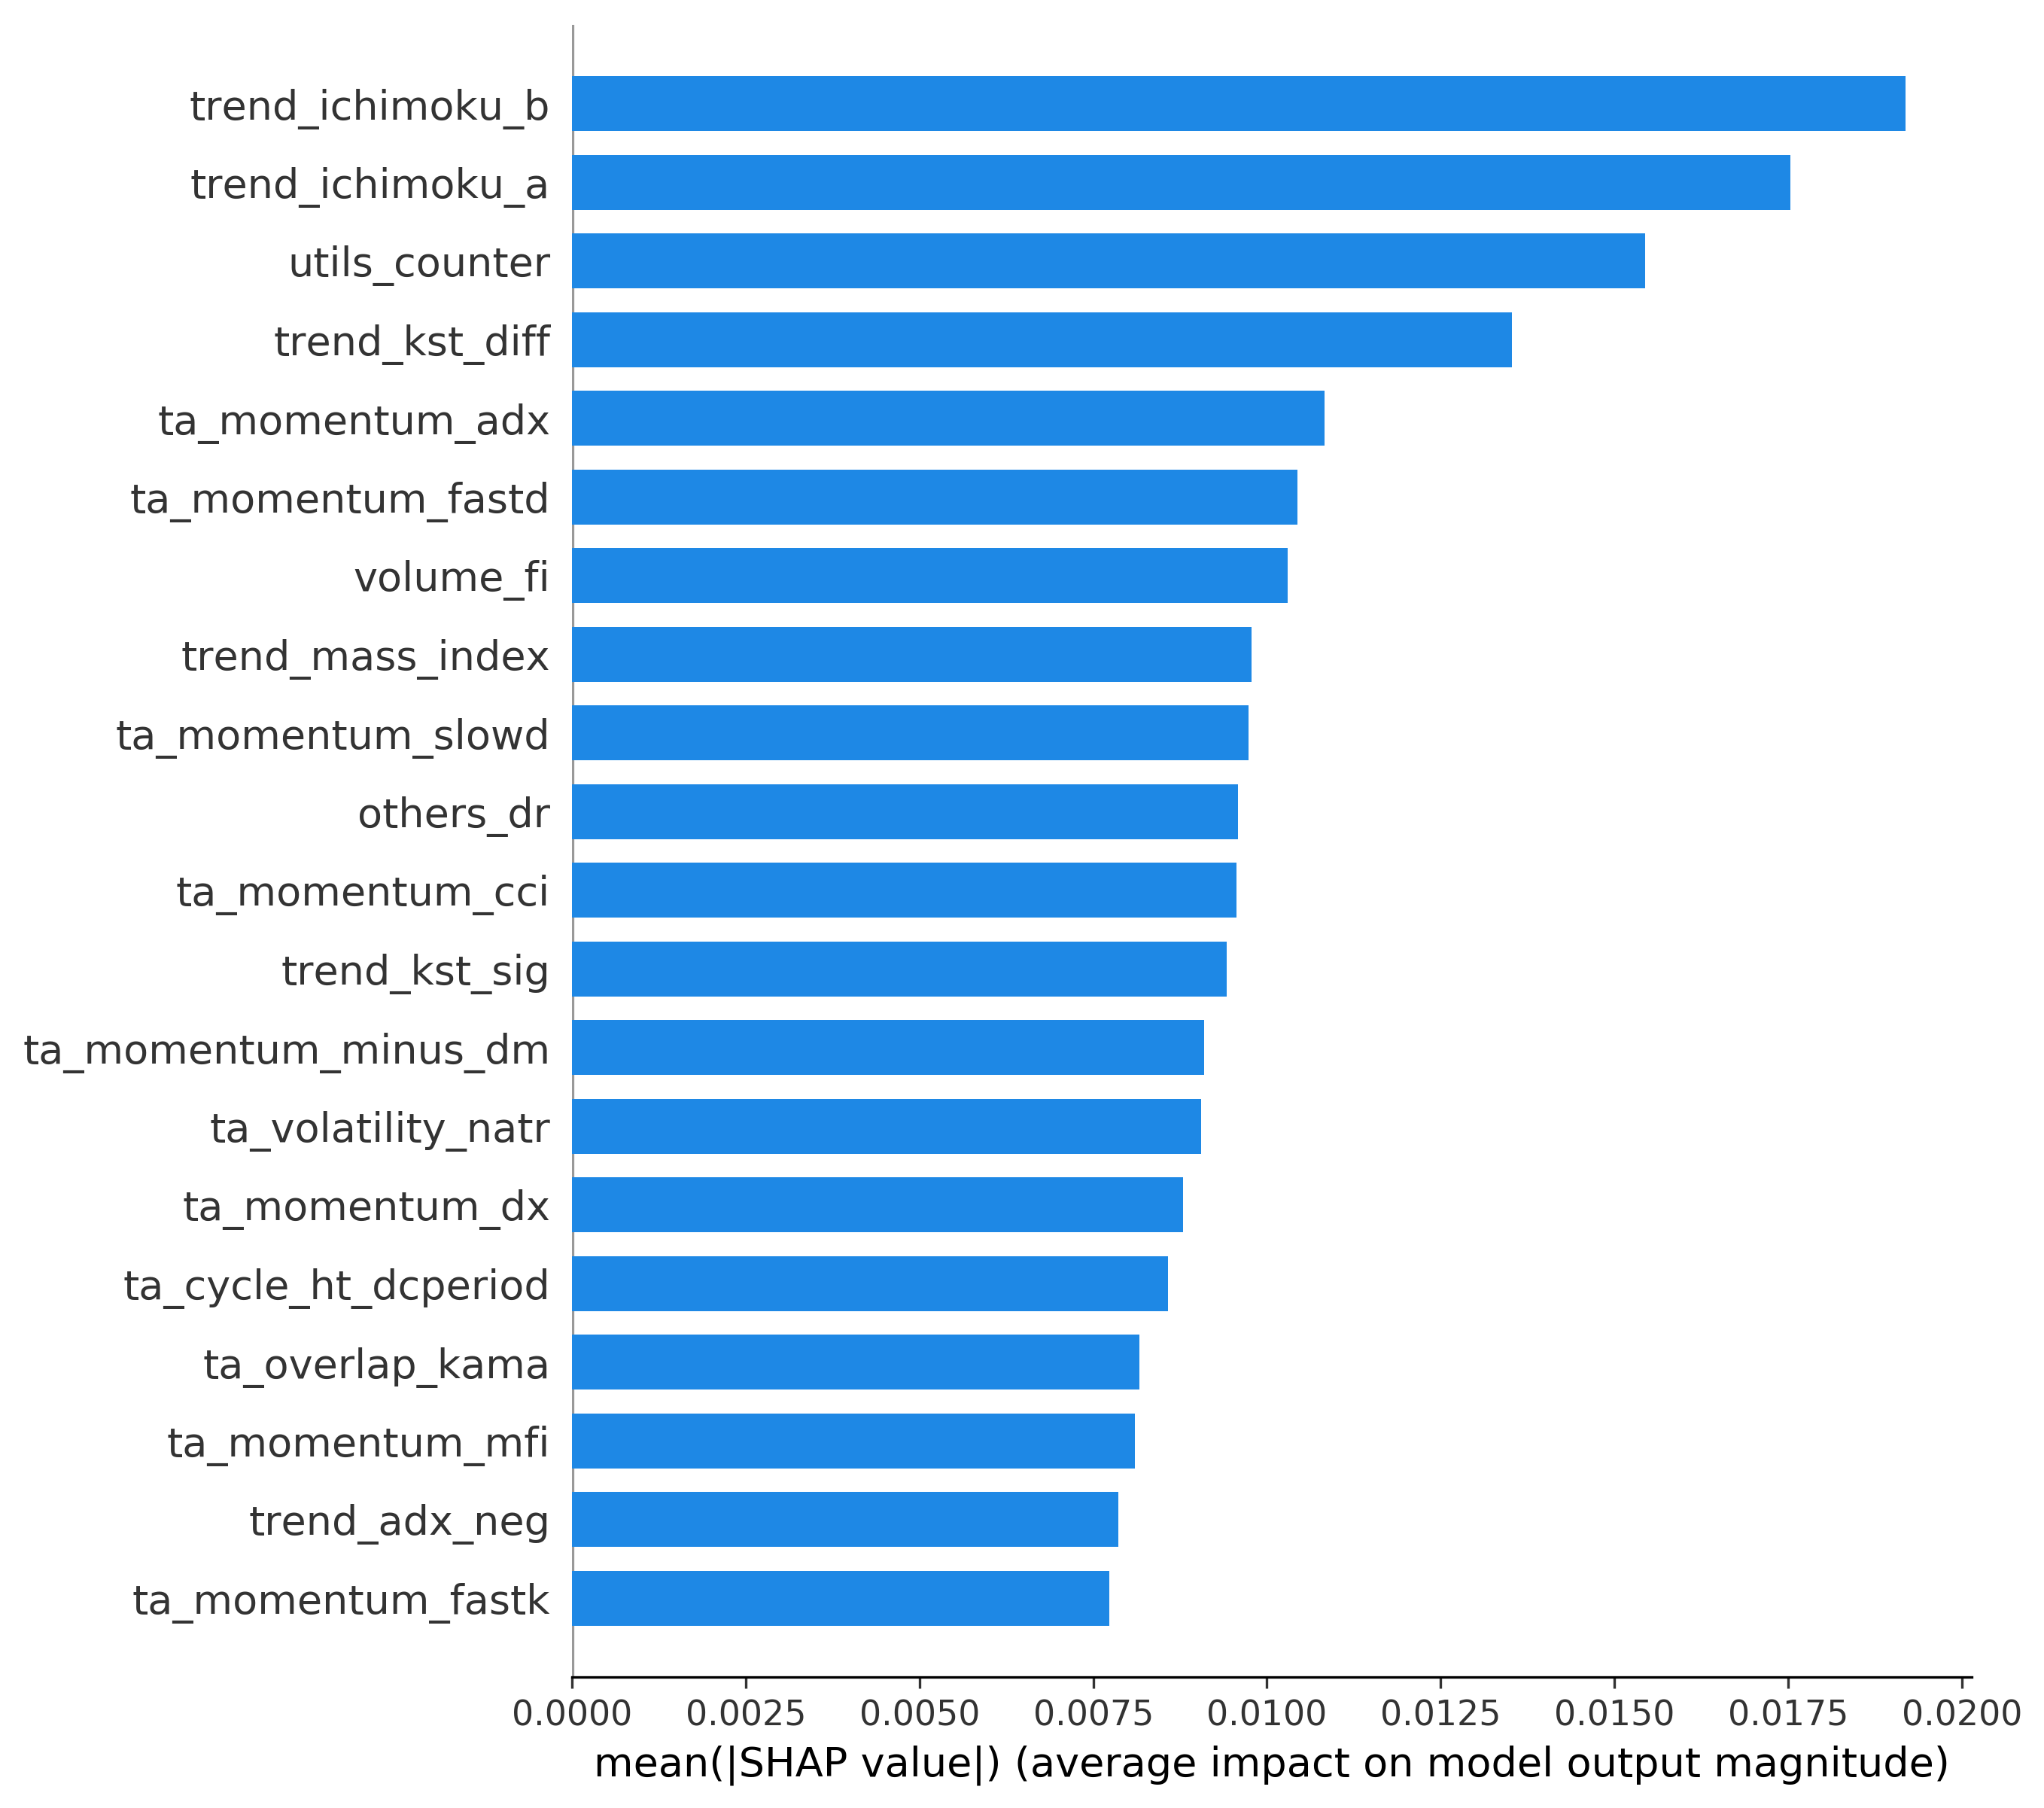 trend_ichimoku_b
trend_ichimoku_a
utils_counter
trend_kst_diff
ta_momentum_adx
ta_momentum_fastd
volume_fi
trend_mass_index
ta_momentum_slowd
others_dr
ta_momentum_cci
trend_kst_sig
ta_momentum_minus_dm
ta_volatility_natr
ta_momentum_dx
ta_cycle_ht_dcperiod
ta_overlap_kama
ta_momentum_mfi
trend_adx_neg
ta_momentum_fastk
0.0000 0.0025 0.0050 0.0075 0.0100 0.0125 0.0150 0.0175 0.0200
mean(|SHAP value|) (average impact on model output magnitude)